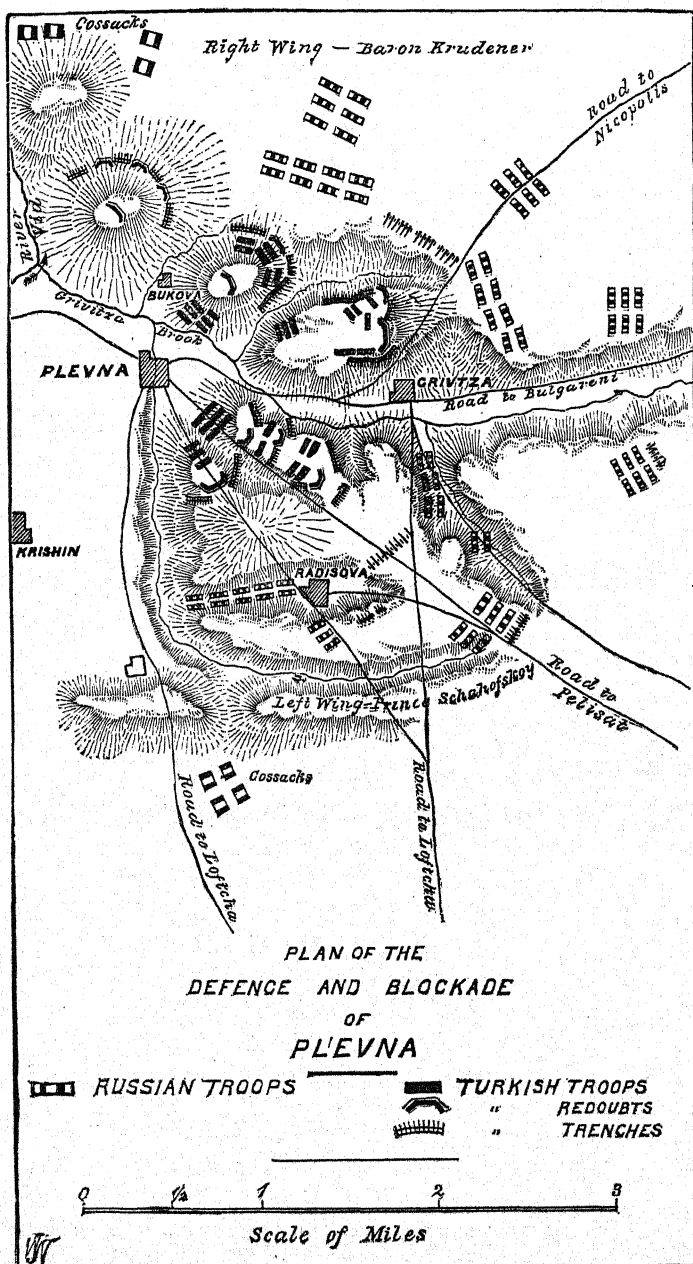 Cossacks
Right Wing — Baron Krudener
Road to Nicopolis
River Vid
Grivitza Brook
BUKOVA
PLEVNA
GRIVTZA
Road to Bulgareni
KRISHIN
RADISOVA
Left Wing=Prince Schahofskoy
Road to Pelisat
Cossacks
Road to Loftcha
Road to Loftcha
PLAN OF THE
DEFENCE AND BLOCKADE
OF
PLEVNA
RUSSIAN TROOPS
TURKISH TROOPS
" REDOUBTS
" TRENCHES
0 ½ 1 2 3
Scale of Miles